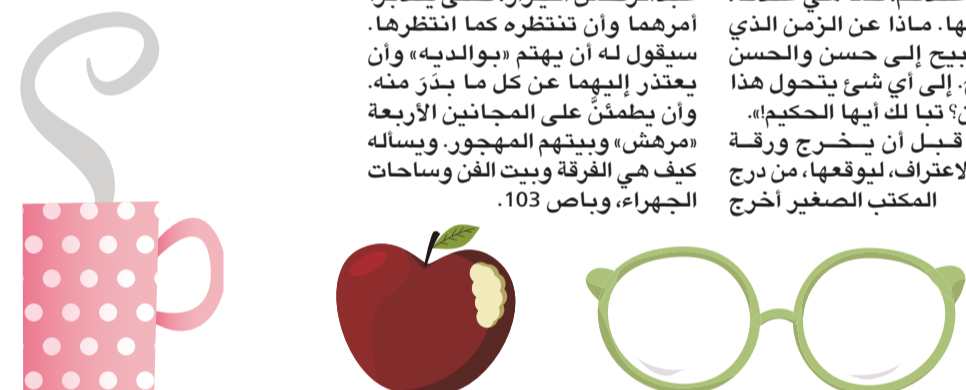 ها. ماذا عن الزمن الذي
بيح إلى حسن والحسن
إلى أي شئ يتحول هذا
؟ تبا لك أيها الحكيم!».
قبل أن يخرج ورقة
لاعتراف، ليوقعها، من درج
المكتب الصغير أخرج
أمرهما وأن تنتظره كما انتظرها.
سيقول له أن يهتم «بوالديه» وأن
يعتذر إليهما عن كل ما بدَرَ منه.
وأن يطمئنَّ على المجانين الأربعة
«مرهش» وبيتهم المهجور. ويسأله
كيف هي الفرقة وبيت الفن وساحات
الجهراء، وباص 103.